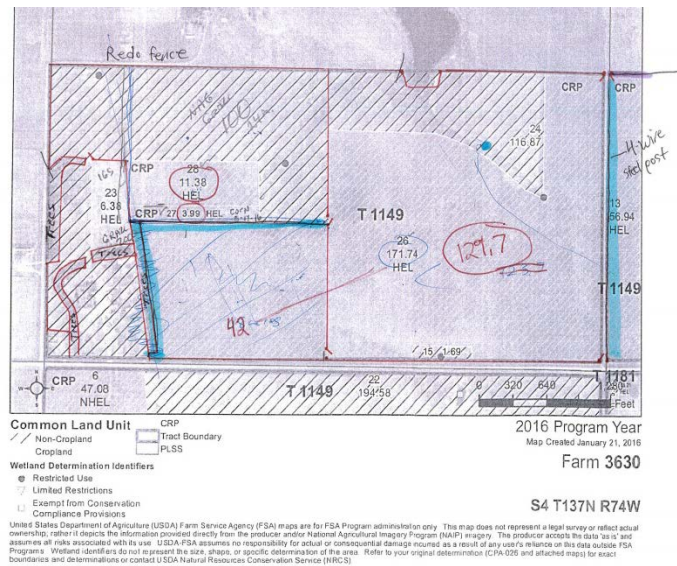 Redo fence
CRP
CRP
100
24
116.87
4-wire
steel post
165
CRP
28
11.38
HEL
23
6.38
HEL
Trees
CRP
27
3.99
HEL
corn
T 1149
13
56.94
HEL
26
171.74
HEL
129.7
Trees
Trees
Trees
T 1149
42
15 / 1.69
CRP
6
47.08
NHEL
T 1149
22
194.58
T 1181
0 320 640 1,280
Feet
Common Land Unit
Non-Cropland
Cropland
CRP
Tract Boundary
PLSS
Wetland Determination Identifiers
Restricted Use
Limited Restrictions
Exempt from Conservation
Compliance Provisions
2016 Program Year
Map Created January 21, 2016
Farm 3630
S4 T137N R74W
United States Department of Agriculture (USDA) Farm Service Agency (FSA) maps are for FSA Program administration only This map does not represent a legal survey or reflect actual
ownership; rather it depicts the information provided directly from the producer and/or National Agricultural Imagery Program (NAIP) imagery. The producer accepts the data 'as is' and
assumes all risks associated with its use USDA-FSA assumes no responsibility for actual or consequential damage incurred as a result of any user's reliance on this data outside FSA
Programs Wetland identifiers do not represent the size, shape, or specific determination of the area Refer to your original determination (CPA-026 and attached maps) for exact
boundaries and determinations or contact USDA Natural Resources Conservation Service (NRCS)